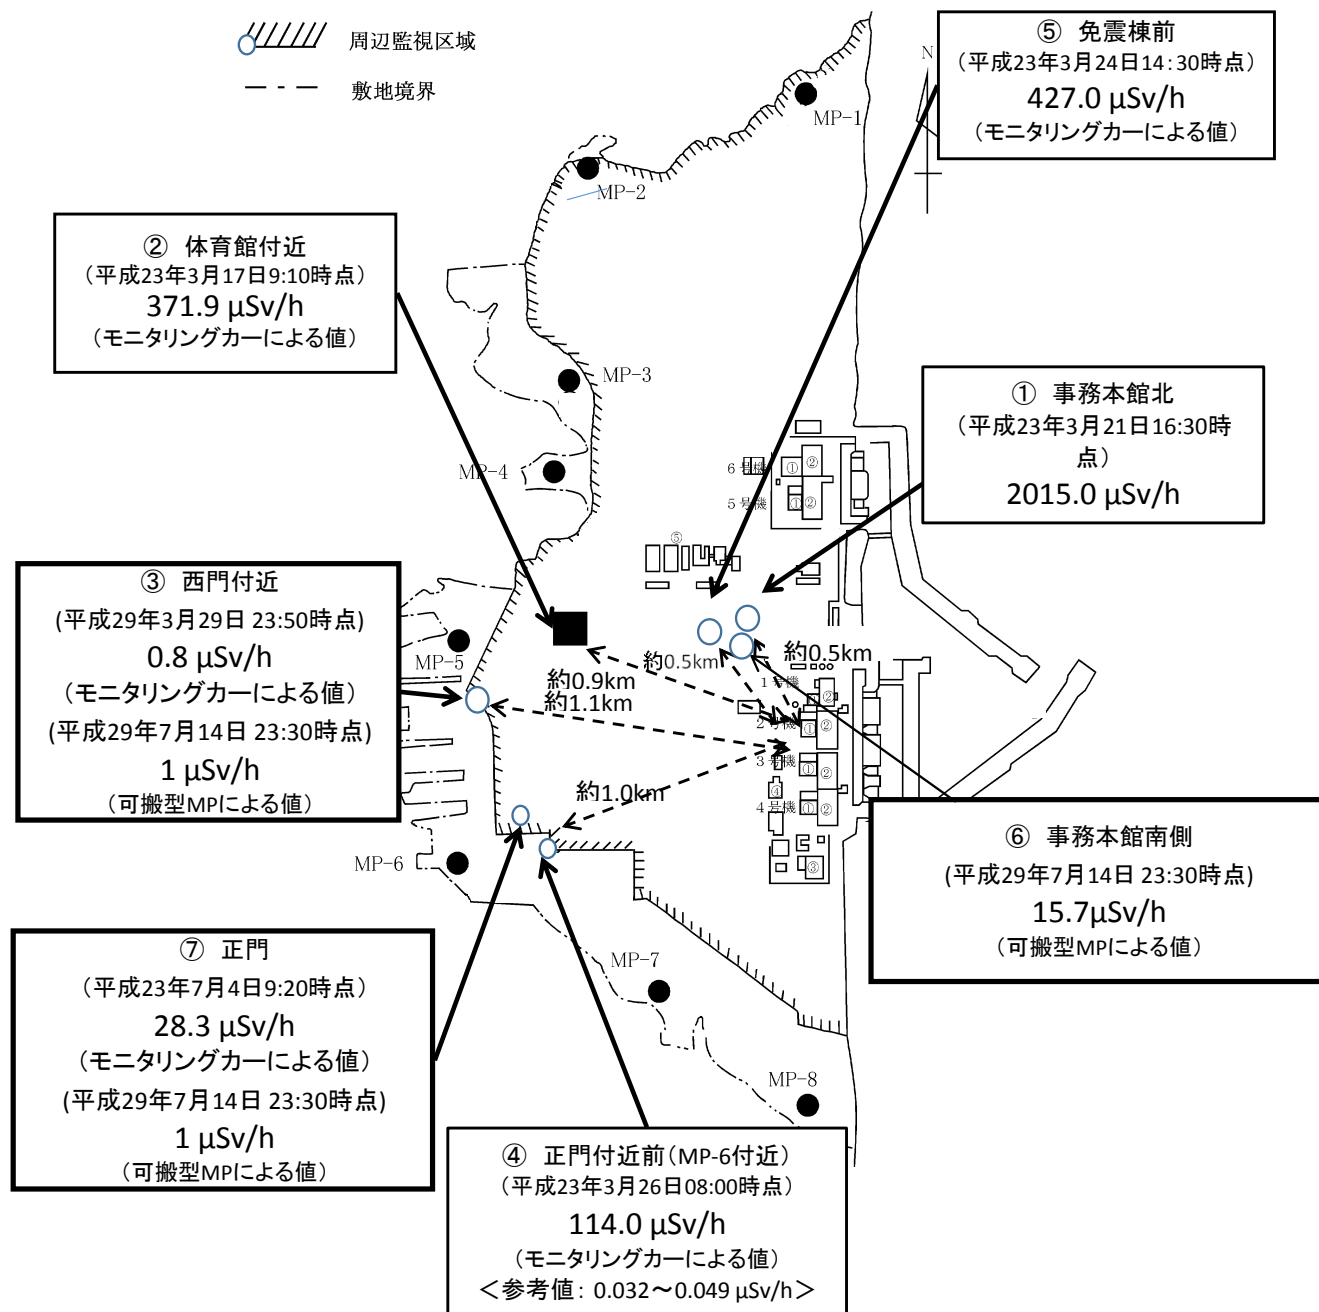 周辺監視区域
敷地境界
⑤ 免震棟前
（平成23年3月24日14:30時点）
427.0 μSv/h
（モニタリングカーによる値）
N
MP-1
MP-2
② 体育館付近
（平成23年3月17日9:10時点）
371.9 μSv/h
（モニタリングカーによる値）
MP-3
① 事務本館北
（平成23年3月21日16:30時
点）
2015.0 μSv/h
MP-4
６号機
①
②
５号機
①
②
⑤
③ 西門付近
(平成29年3月29日 23:50時点)
0.8 μSv/h
（モニタリングカーによる値）
(平成29年7月14日 23:30時点)
1 μSv/h
（可搬型MPによる値）
MP-5
約0.5km
約0.5km
約0.9km
約1.1km
１号機
②
２号機
①
②
３号機
①
②
約1.0km
④
４号機
①
②
③
MP-6
⑥ 事務本館南側
(平成29年7月14日 23:30時点)
15.7μSv/h
（可搬型MPによる値）
⑦ 正門
（平成23年7月4日9:20時点）
28.3 μSv/h
（モニタリングカーによる値）
(平成29年7月14日 23:30時点)
1 μSv/h
（可搬型MPによる値）
MP-7
MP-8
④ 正門付近前（MP-6付近）
（平成23年3月26日08:00時点）
114.0 μSv/h
（モニタリングカーによる値）
＜参考値： 0.032～0.049 μSv/h＞